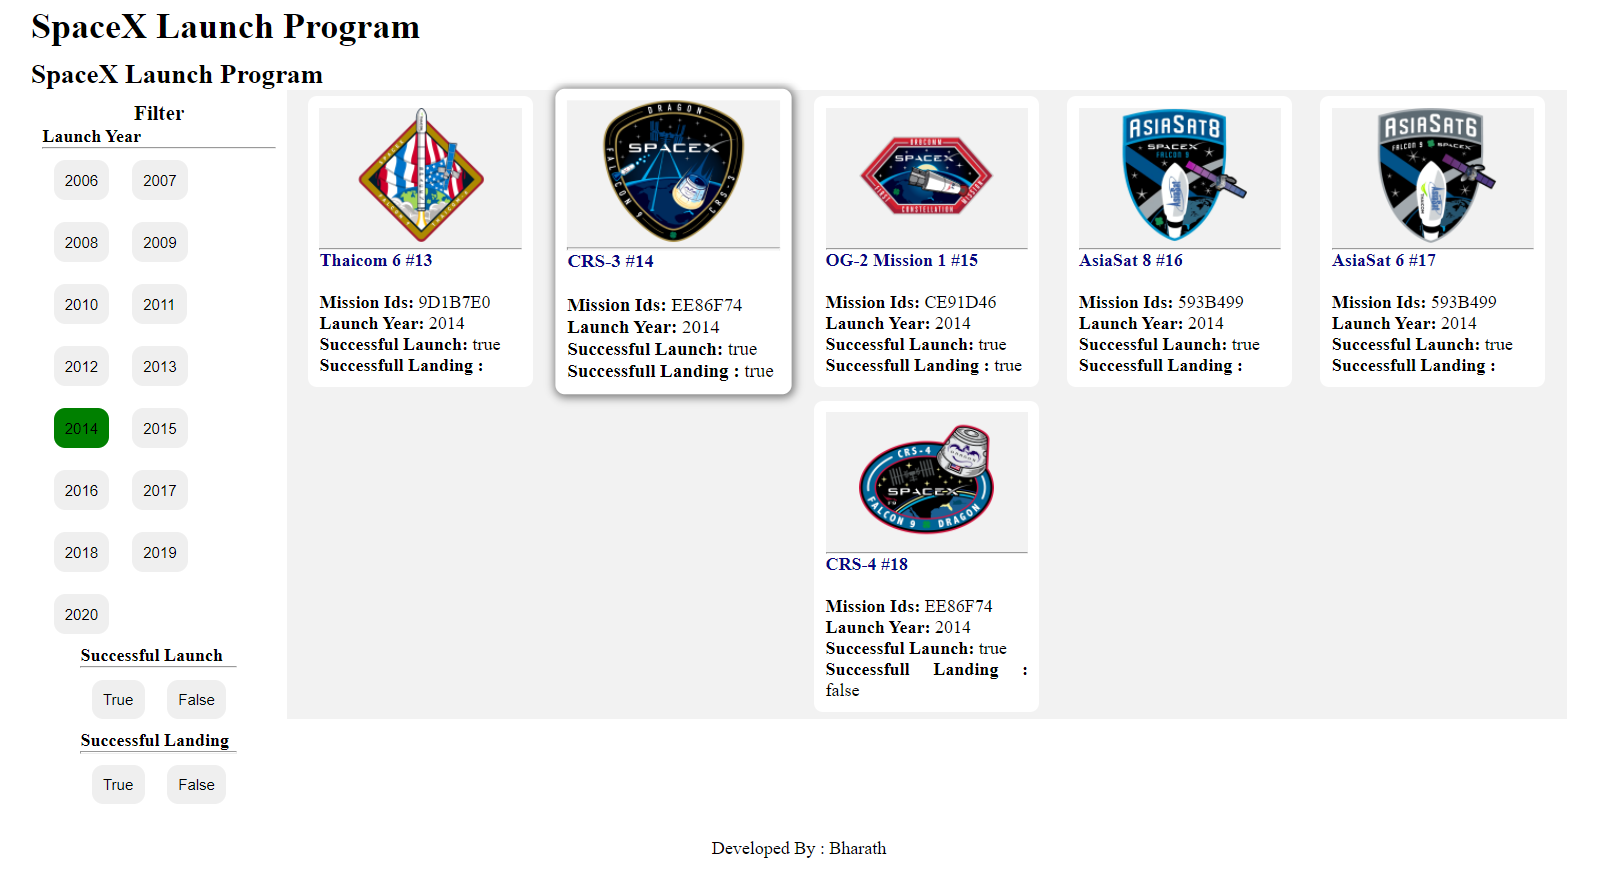 SpaceX Launch Program
SpaceX Launch Program
Filter
Launch Year
2006 2007
2008 2009
2010 2011
2012 2013
2014 2015
2016 2017
2018 2019
2020
Successful Launch
True False
Successful Landing
True False
Thaicom 6 #13
Mission Ids: 9D1B7E0
Launch Year: 2014
Successful Launch: true
Successfull Landing :
DRAGON
SPACEX
FALCON 9
CRS-3
CRS-3 #14
Mission Ids: EE86F74
Launch Year: 2014
Successful Launch: true
Successfull Landing : true
ORBCOMM
SPACEX
TEST
MISSION
CONSTELLATION
OG-2 Mission 1 #15
Mission Ids: CE91D46
Launch Year: 2014
Successful Launch: true
Successfull Landing : true
ASIASAT8
SPACEX
FALCON 9
AsiaSat 8 #16
Mission Ids: 593B499
Launch Year: 2014
Successful Launch: true
Successfull Landing :
ASIASAT6
FALCON 9 SPACEX
AsiaSat 6 #17
Mission Ids: 593B499
Launch Year: 2014
Successful Launch: true
Successfull Landing :
CRS-4
SPACEX
FALCON 9 DRAGON
CRS-4 #18
Mission Ids: EE86F74
Launch Year: 2014
Successful Launch: true
Successfull Landing :
false
Developed By : Bharath